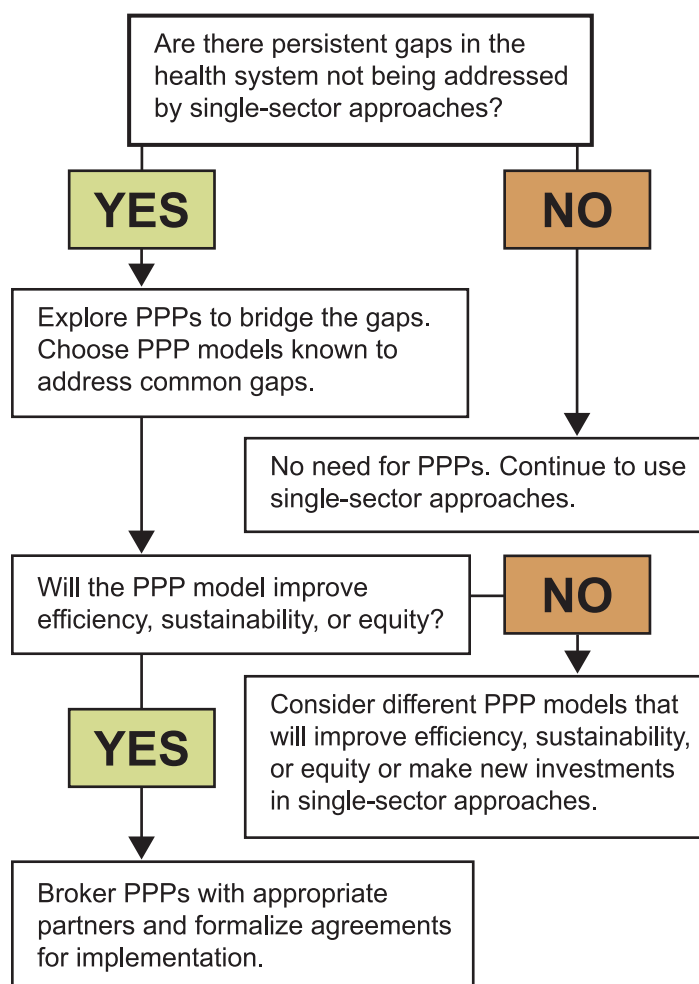 Are there persistent gaps in the
health system not being addressed
by single-sector approaches?
YES
NO
Explore PPPs to bridge the gaps.
Choose PPP models known to
address common gaps.
No need for PPPs. Continue to use
single-sector approaches.
Will the PPP model improve
efficiency, sustainability, or equity?
NO
YES
Consider different PPP models that
will improve efficiency, sustainability,
or equity or make new investments
in single-sector approaches.
Broker PPPs with appropriate
partners and formalize agreements
for implementation.